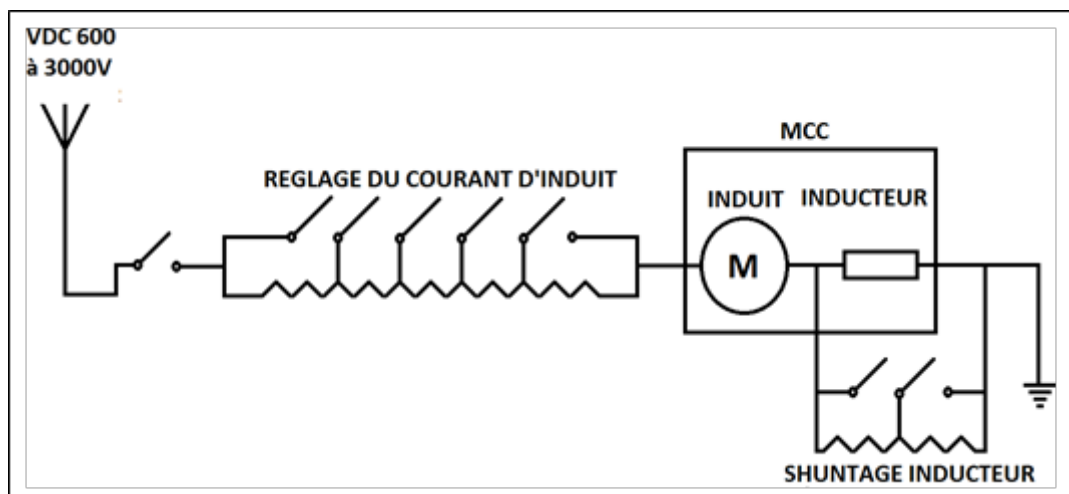 VDC 600
à 3000V
MCC
REGLAGE DU COURANT D'INDUIT
INDUIT
INDUCTEUR
M
SHUNTAGE INDUCTEUR